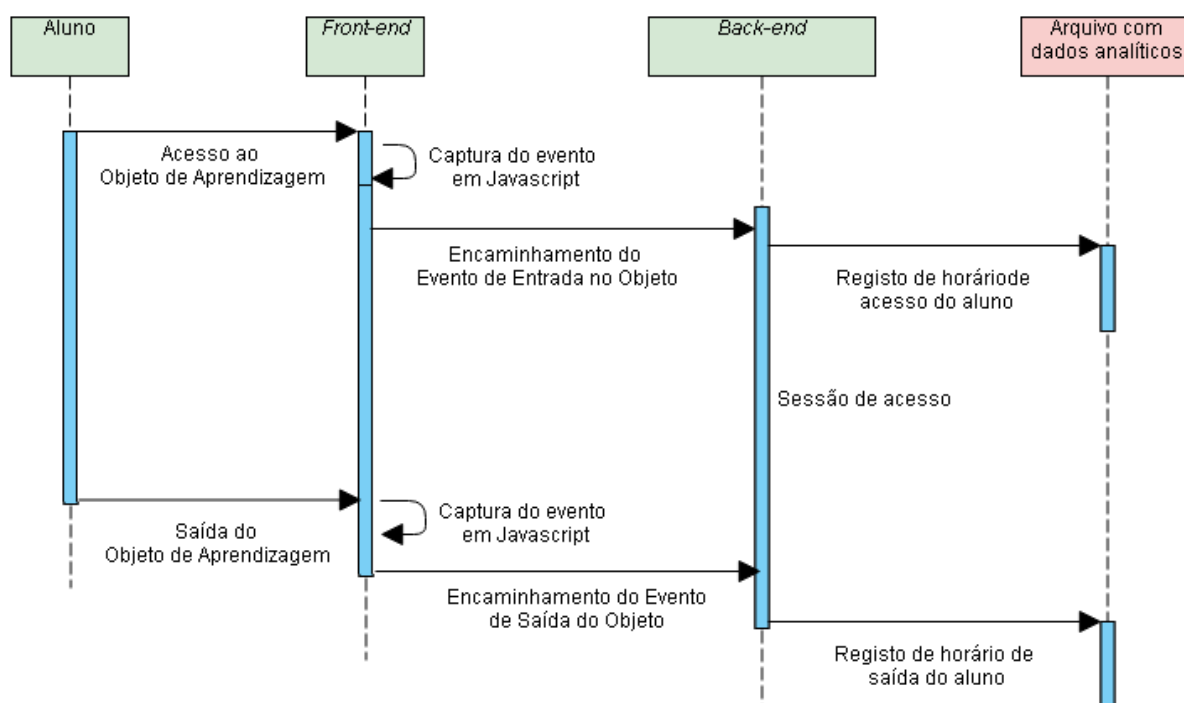 Aluno
Front-end
Back-end
Arquivo com
dados analíticos
Acesso ao
Objeto de Aprendizagem
Captura do evento
em Javascript
Encaminhamento do
Evento de Entrada no Objeto
Registo de horáriode
acesso do aluno
Sessão de acesso
Saída do
Objeto de Aprendizagem
Captura do evento
em Javascript
Encaminhamento do Evento
de Saída do Objeto
Registo de horário de
saída do aluno